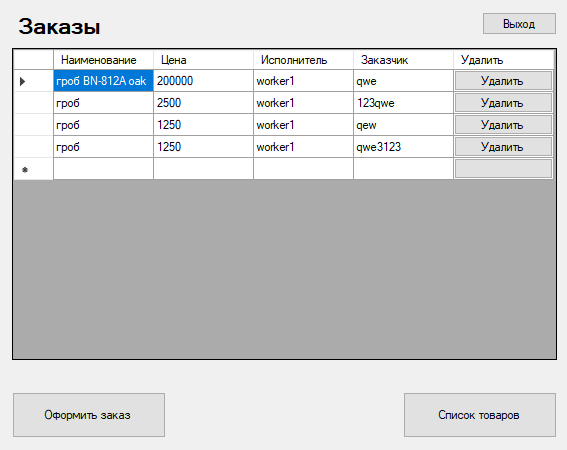 Заказы
Выход
Наименование Цена Исполнитель Заказчик Удалить
гроб BN-812A oak 200000 worker1 qwe Удалить
гроб 2500 worker1 123qwe Удалить
гроб 1250 worker1 qew Удалить
гроб 1250 worker1 qwe3123 Удалить
Оформить заказ
Список товаров